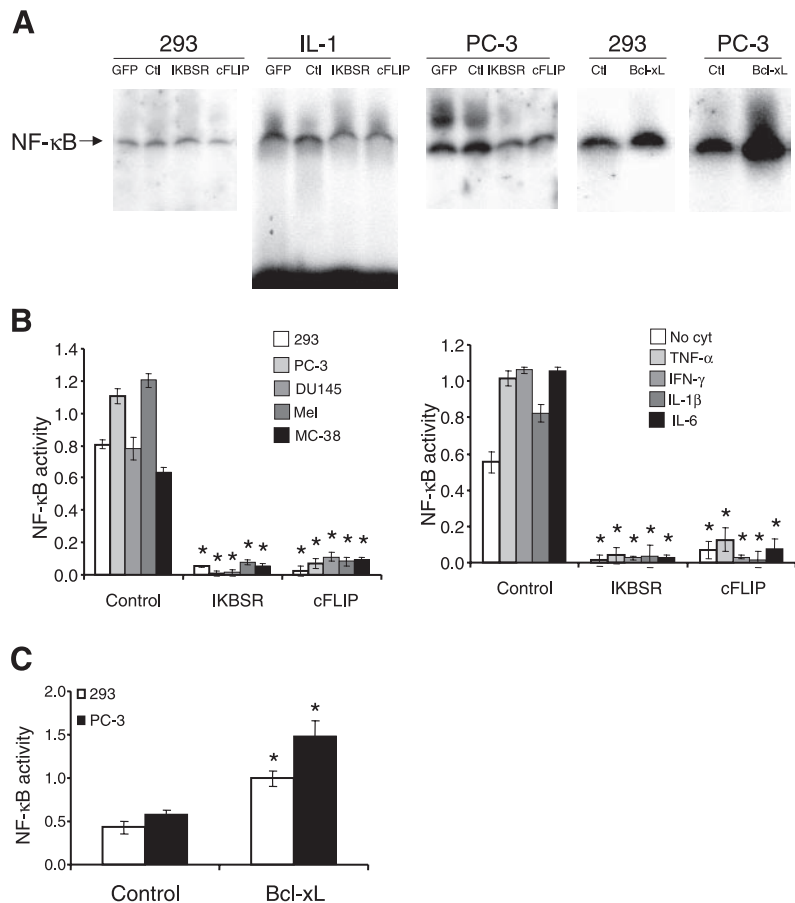 A
293 IL-1 PC-3 293 PC-3
GFP Ctl IKBSR cFLIP GFP Ctl IKBSR cFLIP GFP Ctl IKBSR cFLIP Ctl Bcl-xL Ctl Bcl-xL
NF-κB
B
NF-κB activity
1.4
1.2
1.0
0.8
0.6
0.4
0.2
0.0
293
PC-3
DU145
Mel
MC-38
* * * * * * * * * *
Control IKBSR cFLIP
NF-κB activity
1.2
1.0
0.8
0.6
0.4
0.2
0.0
No cyt
TNF-α
IFN-γ
IL-1β
IL-6
* * * * * * * * * *
Control IKBSR cFLIP
C
NF-κB activity
2.0
1.5
1.0
0.5
0.0
293
PC-3
* *
Control Bcl-xL